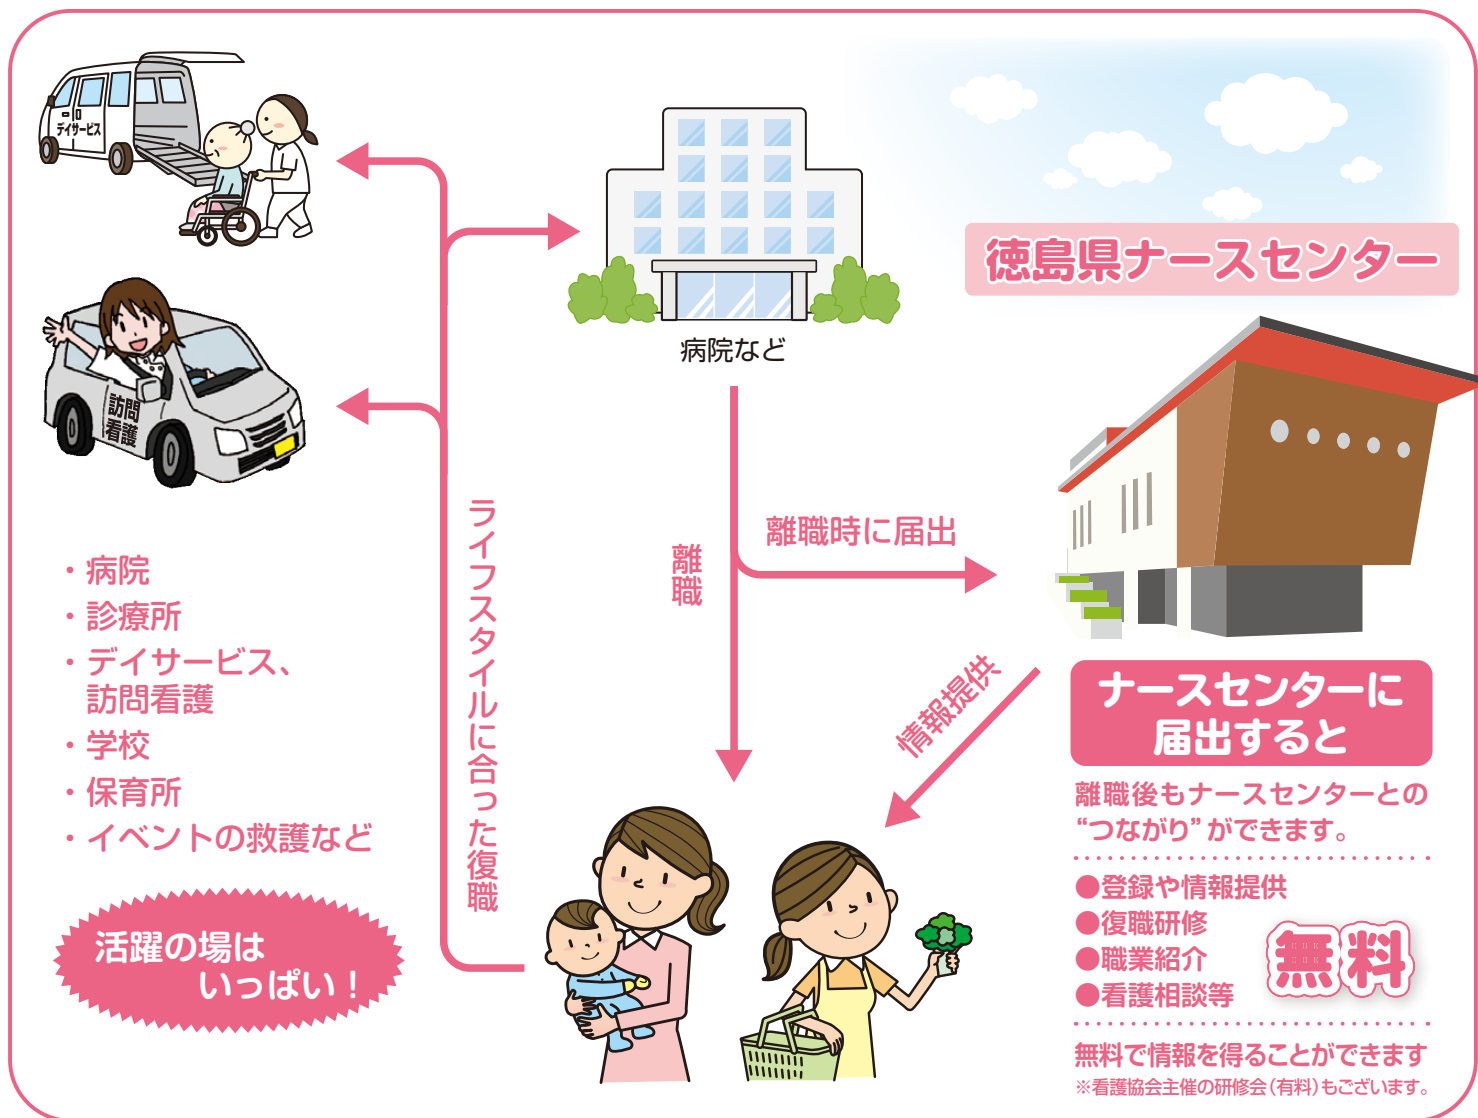 デイサービス
訪問
看護
病院など
徳島県ナースセンター
離職時に届出
離職
ライフスタイルに合った復職
情報提供
・病院
・診療所
・デイサービス、
訪問看護
・学校
・保育所
・イベントの救護など
活躍の場は
いっぱい！
ナースセンターに
届出すると
離職後もナースセンターとの
“つながり”ができます。
●登録や情報提供
●復職研修
●職業紹介
●看護相談等
無料
無料で情報を得ることができます
※看護協会主催の研修会（有料）もございます。